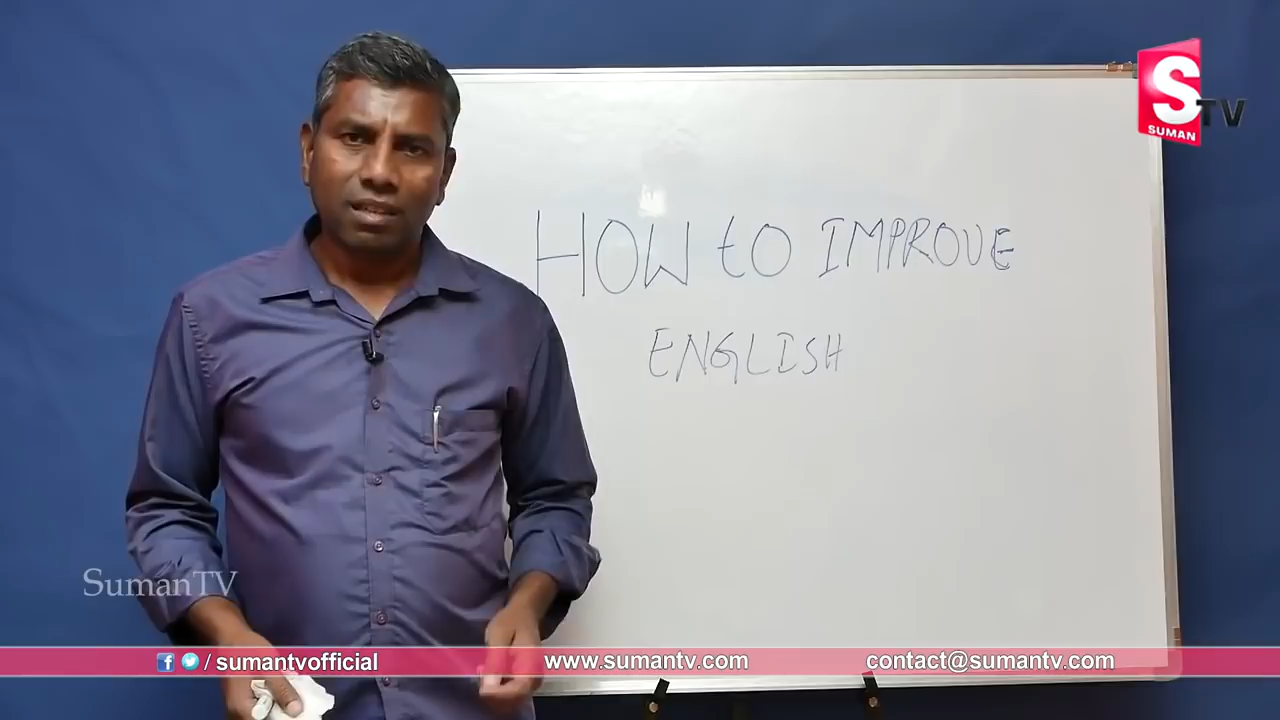 S
TV
SUMAN
HOW to IMPROVE
ENGLISH
SumanTV
f / sumantvofficial www.sumantv.com contact@sumantv.com